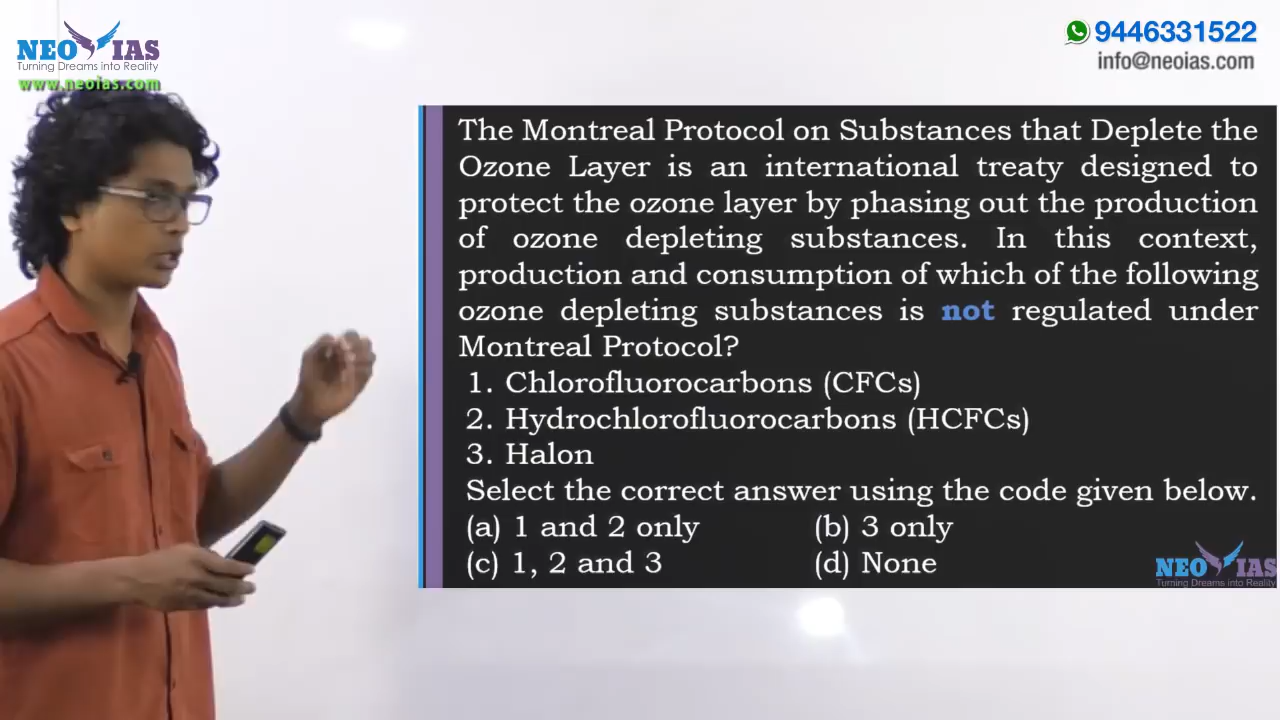 NEO IAS
Turning Dreams into Reality
www.neoias.com
9446331522
info@neoias.com
The Montreal Protocol on Substances that Deplete the
Ozone Layer is an international treaty designed to
protect the ozone layer by phasing out the production
of ozone depleting substances. In this context,
production and consumption of which of the following
ozone depleting substances is not regulated under
Montreal Protocol?
1. Chlorofluorocarbons (CFCs)
2. Hydrochlorofluorocarbons (HCFCs)
3. Halon
Select the correct answer using the code given below.
(a) 1 and 2 only (b) 3 only
(c) 1, 2 and 3 (d) None
NEO IAS
Turning Dreams into Reality